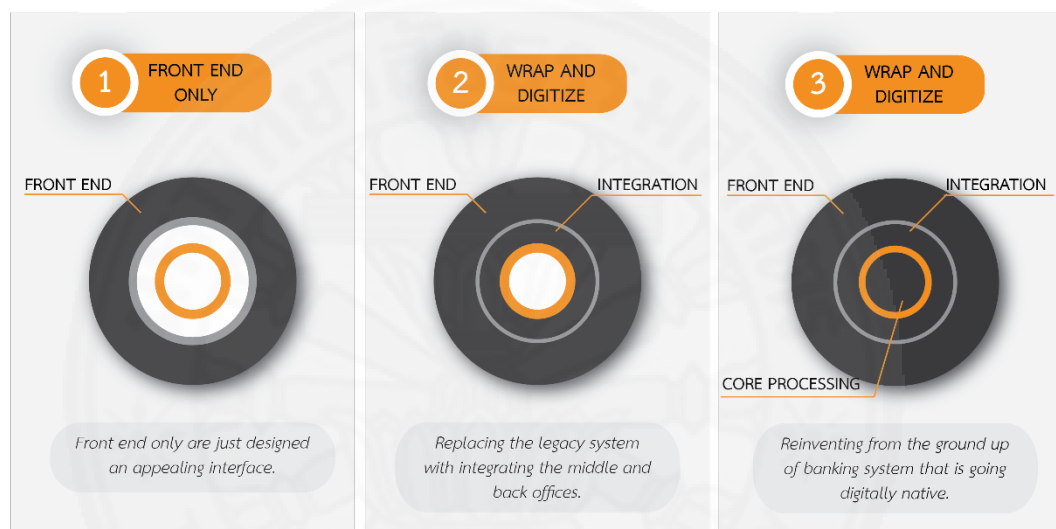 1
FRONT END
ONLY
FRONT END
Front end only are just designed
an appealing interface.
2
WRAP AND
DIGITIZE
FRONT END
INTEGRATION
Replacing the legacy system
with integrating the middle and
back offices.
3
WRAP AND
DIGITIZE
FRONT END
INTEGRATION
CORE PROCESSING
Reinventing from the ground up
of banking system that is going
digitally native.